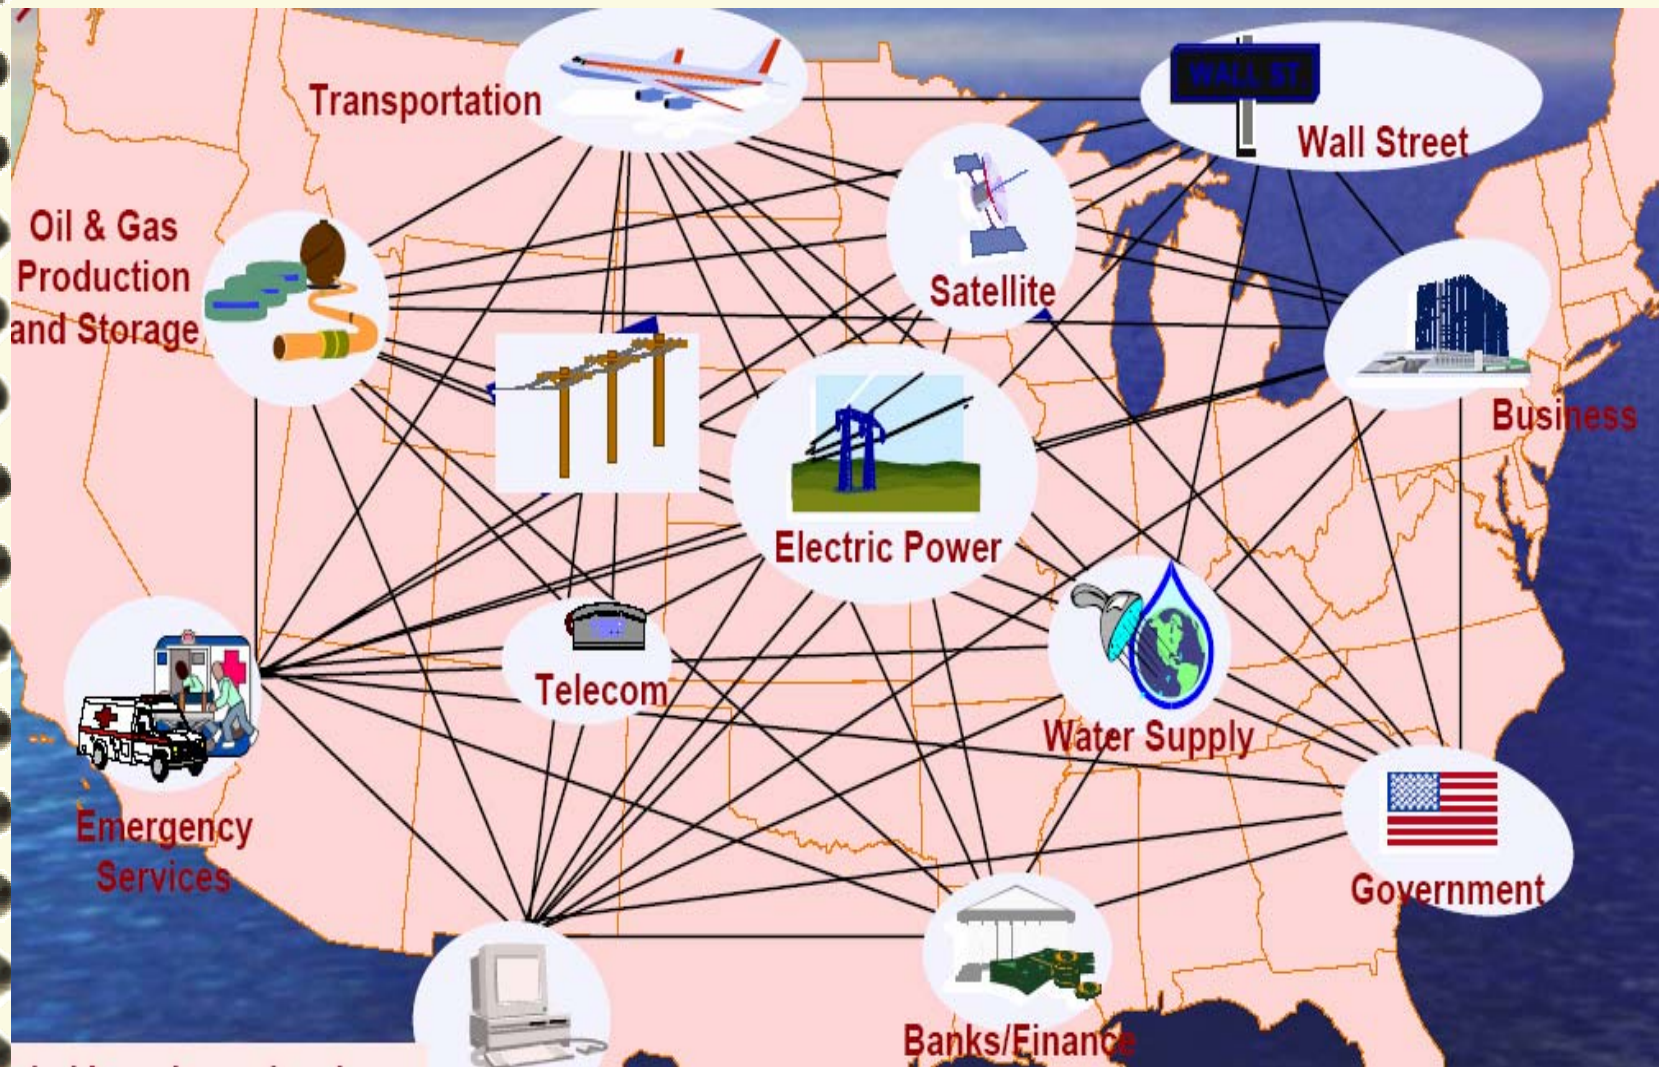 Transportation
WALL ST.
Wall Street
Oil & Gas
Production
and Storage
Satellite
Business
Electric Power
Telecom
Water Supply
Emergency
Services
Government
Banks/Finance